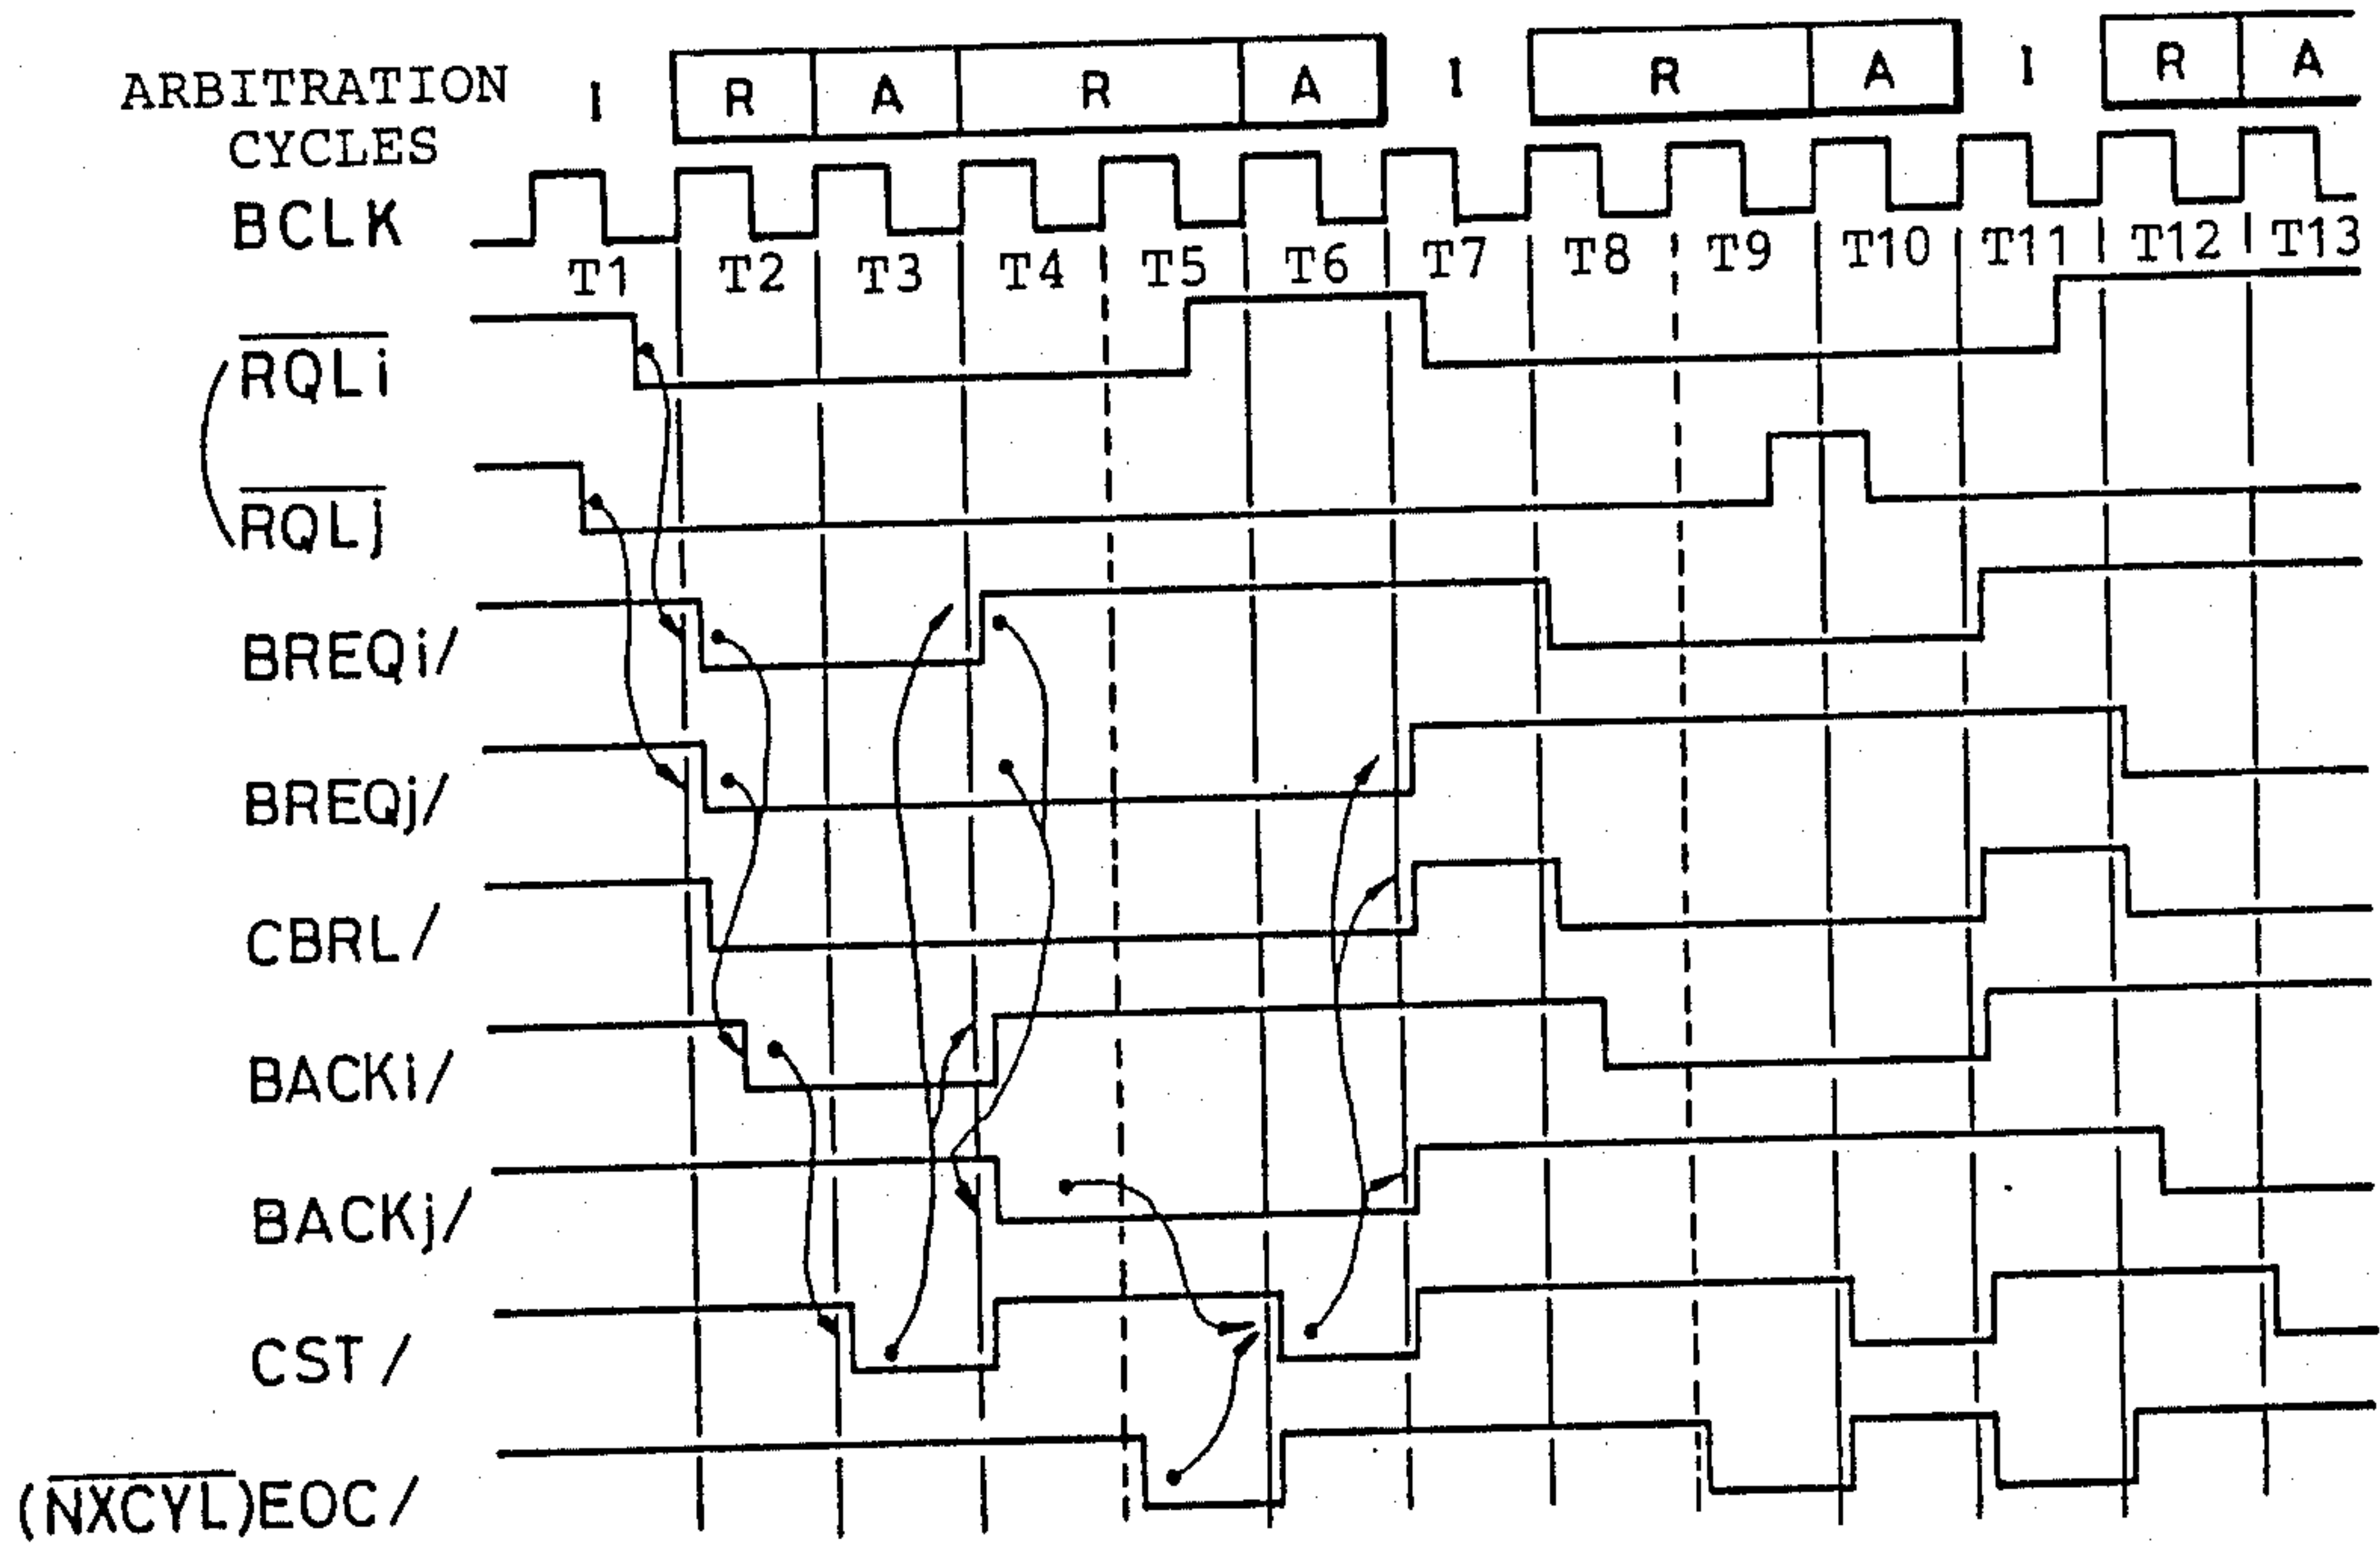 I R A R A I R A I R A
ARBITRATION
CYCLES
BCLK
T1 T2 T3 T4 T5 T6 T7 T8 T9 T10 T11 T12 T13
RQLi
RQLj
BREQi/
BREQj/
CBRL/
BACKi/
BACKj/
CST/
(NXCYL)EOC/